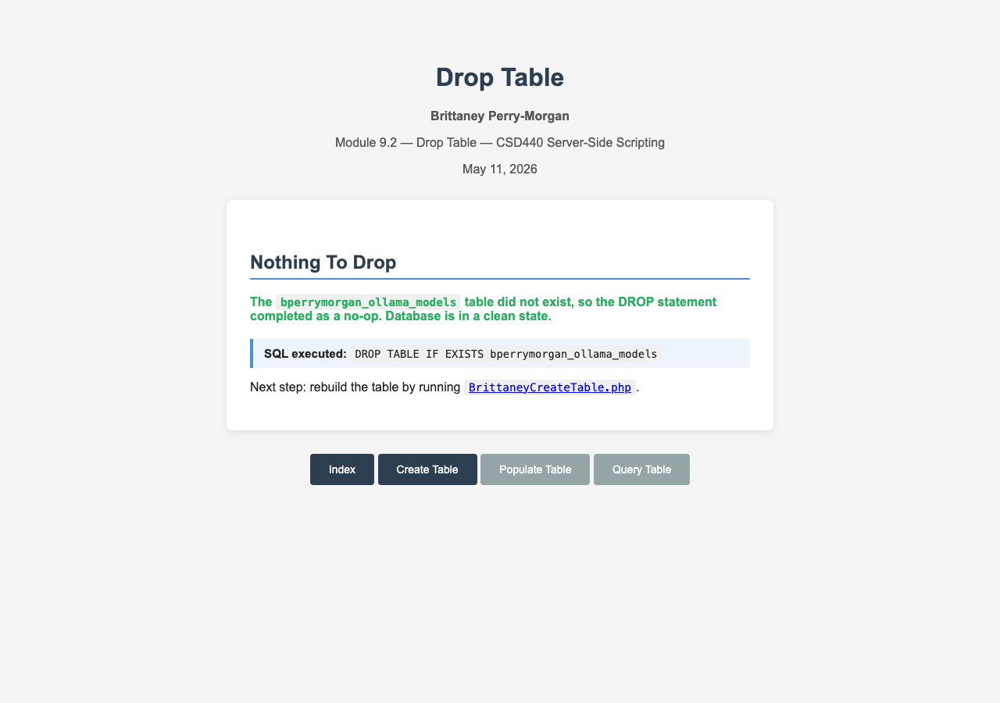 Drop Table
Brittaney Perry-Morgan
Module 9.2 — Drop Table — CSD440 Server-Side Scripting
May 11, 2026
Nothing To Drop
The bperrymorgan_ollama_models table did not exist, so the DROP statement
completed as a no-op. Database is in a clean state.
SQL executed: DROP TABLE IF EXISTS bperrymorgan_ollama_models
Next step: rebuild the table by running BrittaneyCreateTable.php.
Index Create Table Populate Table Query Table